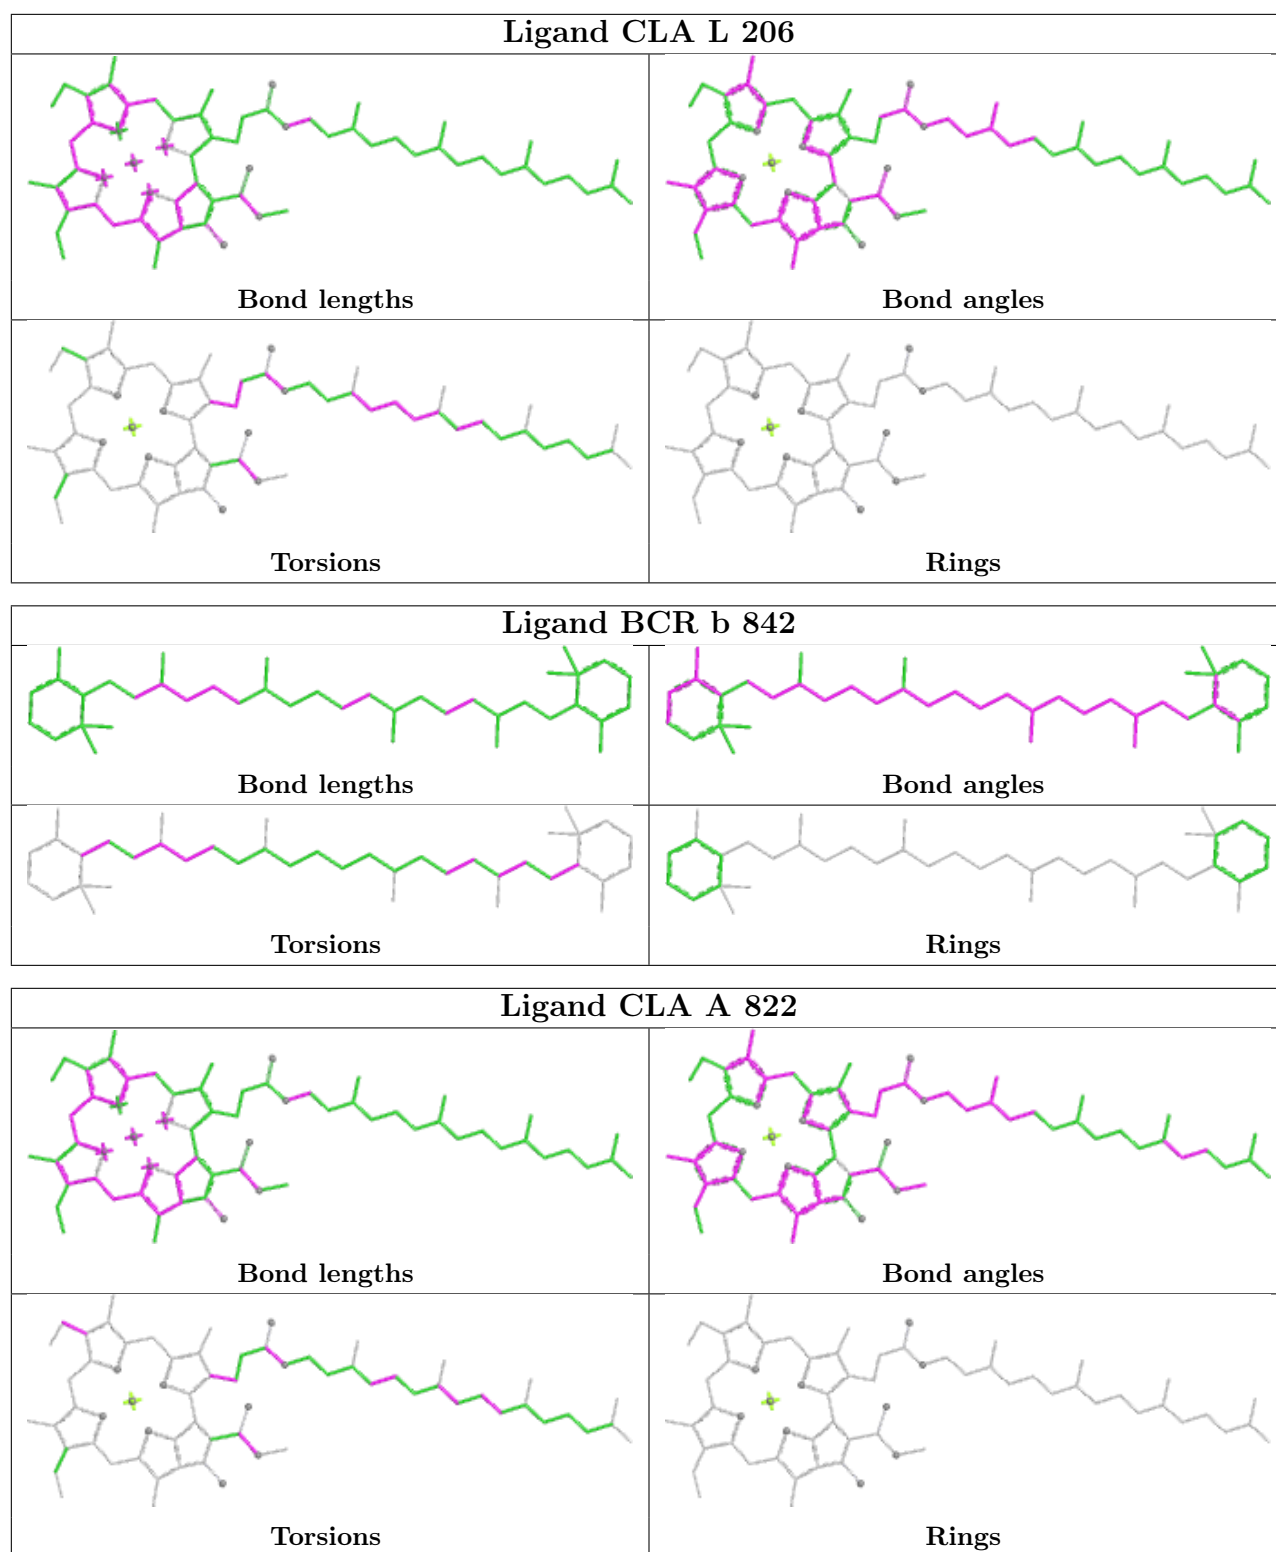 Ligand CLA L 206
Bond lengths
Bond angles
Torsions
Rings
Ligand BCR b 842
Bond lengths
Bond angles
Torsions
Rings
Ligand CLA A 822
Bond lengths
Bond angles
Torsions
Rings